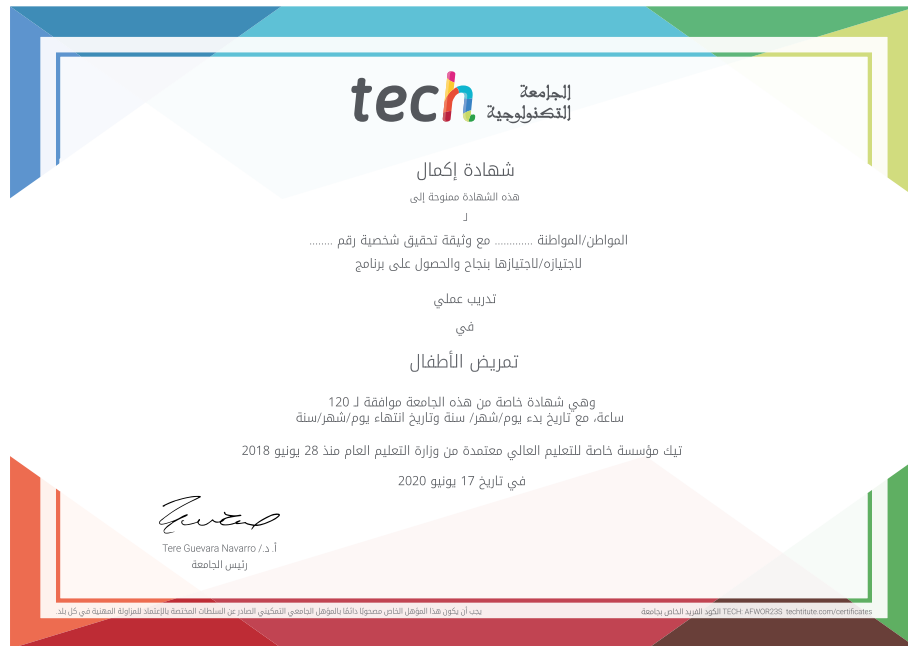 tech الجامعة
التكنولوجية
شهادة إكمال
هذه الشهادة ممنوحة إلى
لـ
المواطن/المواطنة ............ مع وثيقة تحقيق شخصية رقم ........
لاجتيازه/لاجتيازها بنجاح والحصول على برنامج
تدريب عملي
في
تمريض الأطفال
وهي شهادة خاصة من هذه الجامعة موافقة لـ 120
ساعة، مع تاريخ بدء يوم/شهر/ سنة وتاريخ انتهاء يوم/شهر/سنة
تيك مؤسسة خاصة للتعليم العالي معتمدة من وزارة التعليم العام منذ 28 يونيو 2018
في تاريخ 17 يونيو 2020
أ. د./ Tere Guevara Navarro
رئيس الجامعة
يجب أن يكون هذا المؤهل الخاص مصحوبًا دائمًا بالمؤهل الجامعي التمكيني الصادر عن السلطات المختصة بالإعتماد للمزاولة المهنية في كل بلد.
الكود الفريد الخاص بجامعة TECH: AFWOR23S techtitute.com/certificates